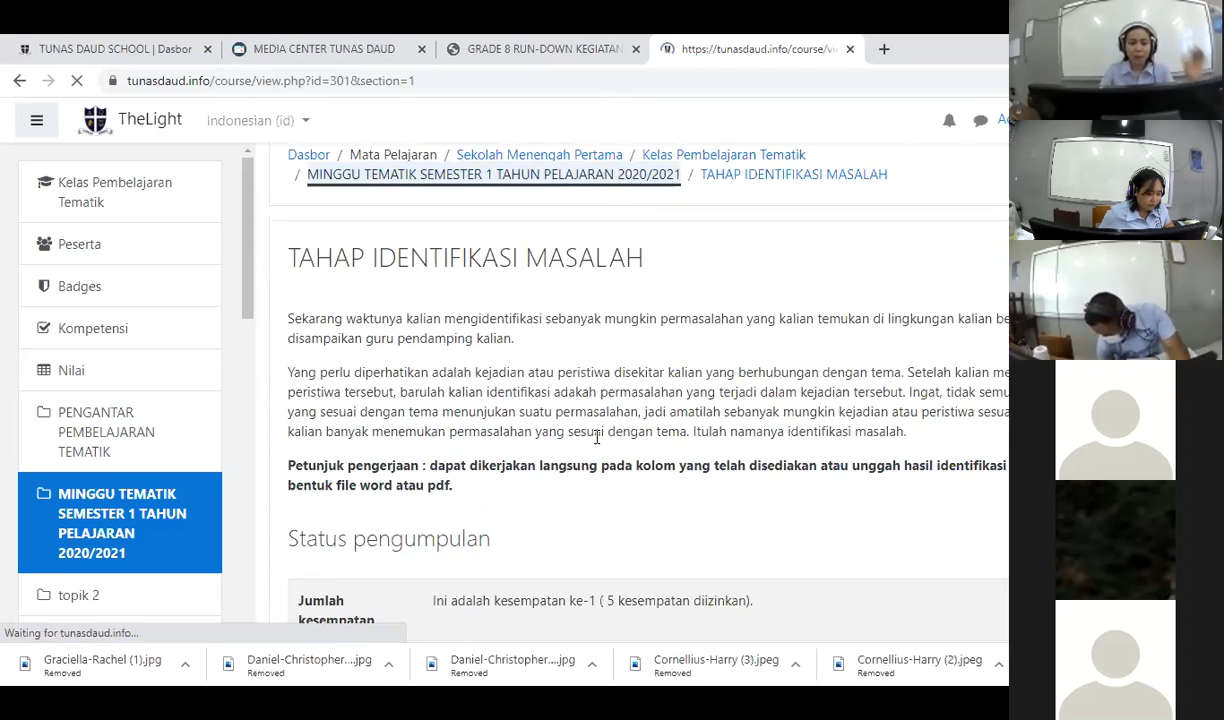 TUNAS DAUD SCHOOL | Dasbor
MEDIA CENTER TUNAS DAUD
GRADE 8 RUN-DOWN KEGIATAN
https://tunasdaud.info/course/vi
tunasdaud.info/course/view.php?id=301&section=1
TheLight
Indonesian (id)
Dasbor / Mata Pelajaran / Sekolah Menengah Pertama / Kelas Pembelajaran Tematik
/ MINGGU TEMATIK SEMESTER 1 TAHUN PELAJARAN 2020/2021 / TAHAP IDENTIFIKASI MASALAH
Kelas Pembelajaran
Tematik
Peserta
Badges
Kompetensi
Nilai
PENGANTAR
PEMBELAJARAN
TEMATIK
MINGGU TEMATIK
SEMESTER 1 TAHUN
PELAJARAN
2020/2021
topik 2
TAHAP IDENTIFIKASI MASALAH
Sekarang waktunya kalian mengidentifikasi sebanyak mungkin permasalahan yang kalian temukan di lingkungan kalian be
disampaikan guru pendamping kalian.
Yang perlu diperhatikan adalah kejadian atau peristiwa disekitar kalian yang berhubungan dengan tema. Setelah kalian me
peristiwa tersebut, barulah kalian identifikasi adakah permasalahan yang terjadi dalam kejadian tersebut. Ingat, tidak semu
yang sesuai dengan tema menunjukan suatu permasalahan, jadi amatilah sebanyak mungkin kejadian atau peristiwa sesua
kalian banyak menemukan permasalahan yang sesuai dengan tema. Itulah namanya identifikasi masalah.
Petunjuk pengerjaan : dapat dikerjakan langsung pada kolom yang telah disediakan atau unggah hasil identifikasi
bentuk file word atau pdf.
Status pengumpulan
Jumlah
kesempatan
Ini adalah kesempatan ke-1 ( 5 kesempatan diizinkan).
Waiting for tunasdaud.info...
Graciella-Rachel (1).jpg
Removed
Daniel-Christopher....jpg
Removed
Daniel-Christopher....jpg
Removed
Cornellius-Harry (3).jpeg
Removed
Cornellius-Harry (2).jpeg
Removed